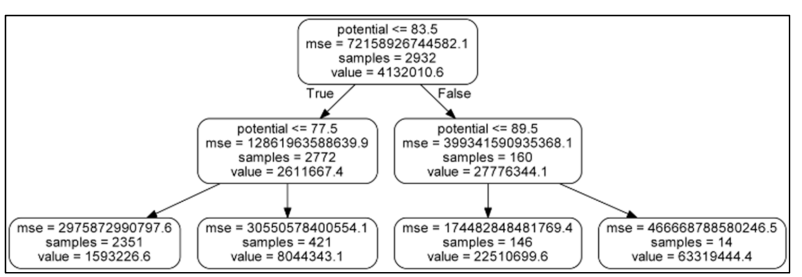 potential <= 83.5
mse = 72158926744582.1
samples = 2932
value = 4132010.6
True
False
potential <= 77.5
mse = 12861963588639.9
samples = 2772
value = 2611667.4
potential <= 89.5
mse = 399341590935368.1
samples = 160
value = 27776344.1
mse = 2975872990797.6
samples = 2351
value = 1593226.6
mse = 30550578400554.1
samples = 421
value = 8044343.1
mse = 174482848481769.4
samples = 146
value = 22510699.6
mse = 466668788580246.5
samples = 14
value = 63319444.4